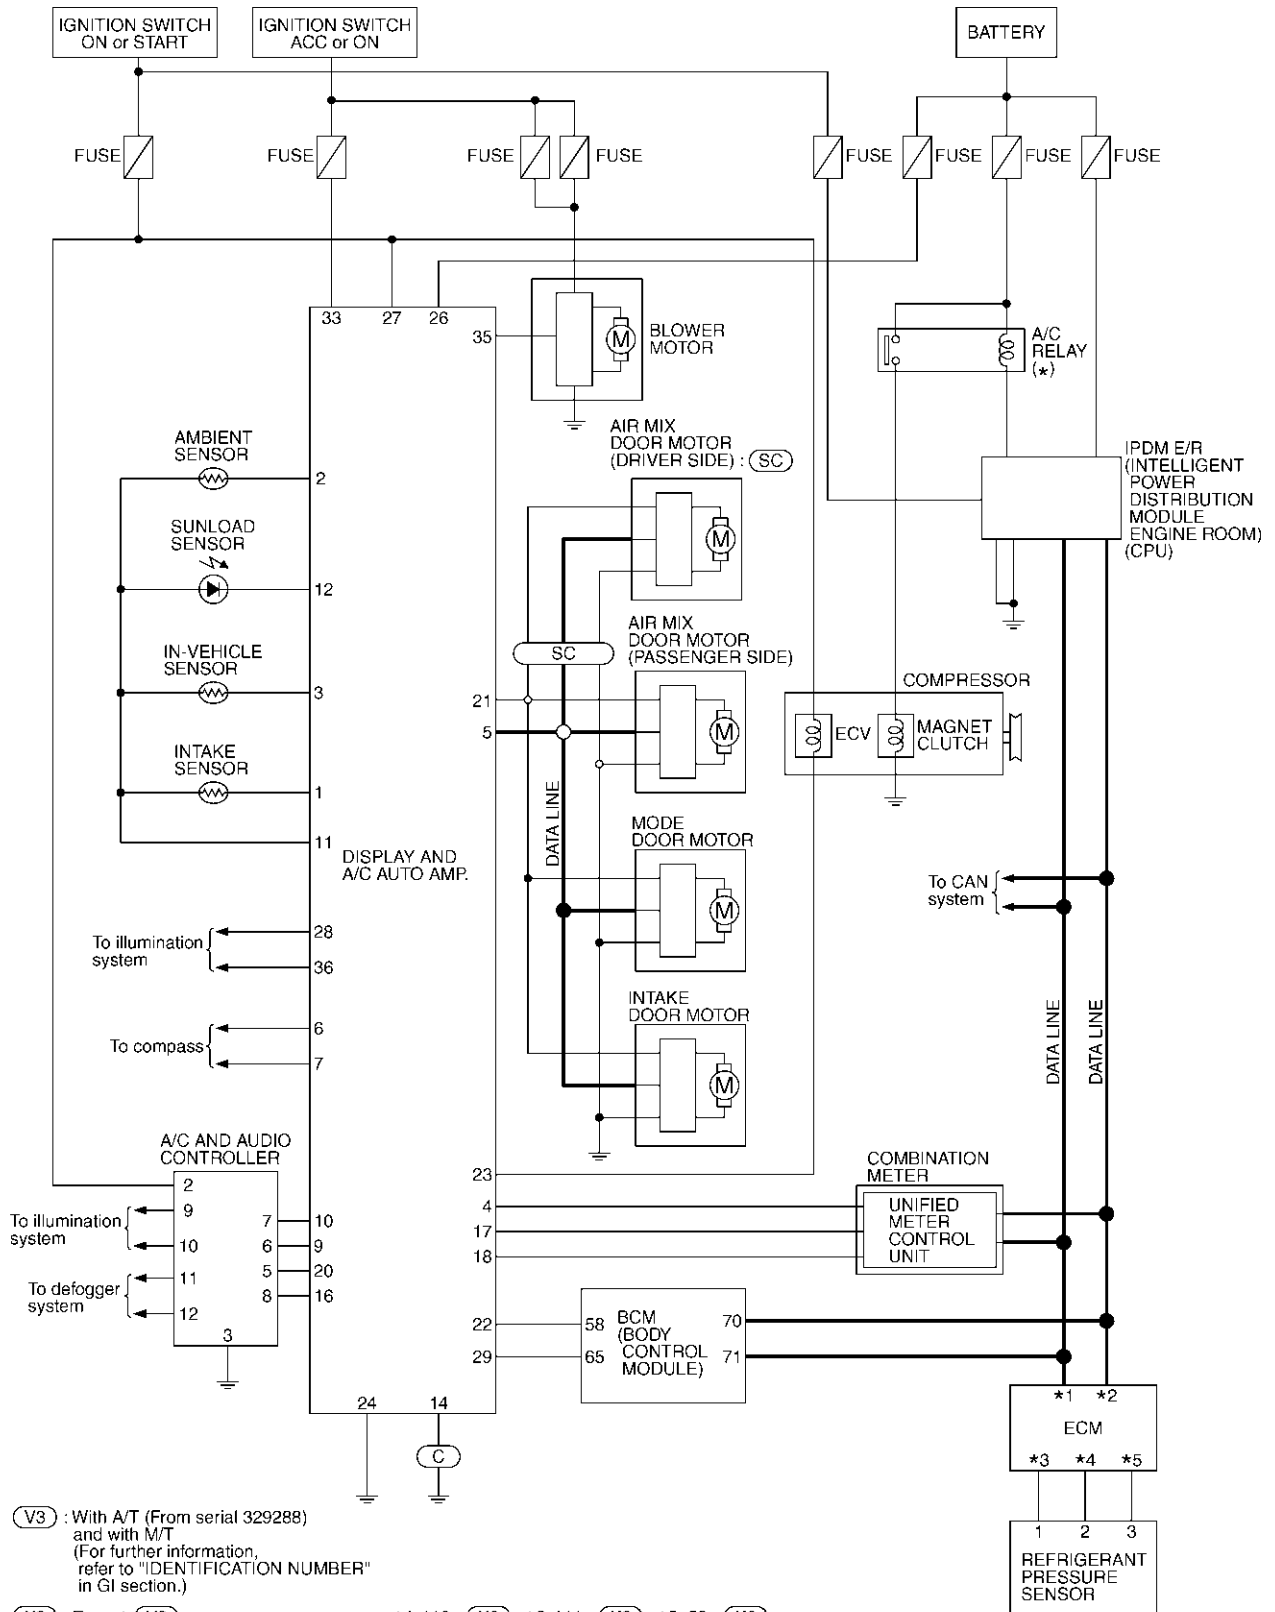 IGNITION SWITCH
ON or START
IGNITION SWITCH
ACC or ON
BATTERY
FUSE
FUSE
FUSE
FUSE
FUSE
FUSE
FUSE
FUSE
33
27
26
35
BLOWER
MOTOR
A/C
RELAY
(★)
AMBIENT
SENSOR
2
AIR MIX
DOOR MOTOR
(DRIVER SIDE) : SC
IPDM E/R
(INTELLIGENT
POWER
DISTRIBUTION
MODULE
ENGINE ROOM)
(CPU)
SUNLOAD
SENSOR
12
M
M
IN-VEHICLE
SENSOR
3
SC
AIR MIX
DOOR MOTOR
(PASSENGER SIDE)
21
5
M
COMPRESSOR
ECV
MAGNET
CLUTCH
INTAKE
SENSOR
1
11
DISPLAY AND
A/C AUTO AMP.
DATA LINE
MODE
DOOR MOTOR
M
To CAN
system
To illumination
system
28
36
INTAKE
DOOR MOTOR
M
DATA LINE
DATA LINE
To compass
6
7
A/C AND AUDIO
CONTROLLER
2
9
10
11
12
3
To illumination
system
To defogger
system
7
6
5
8
10
9
20
16
23
4
17
18
COMBINATION
METER
UNIFIED
METER
CONTROL
UNIT
22
29
58
65
BCM
(BODY
CONTROL
MODULE)
70
71
24
14
C
★1 ★2
ECM
★3 ★4 ★5
1 2 3
REFRIGERANT
PRESSURE
SENSOR
V3 : With A/T (From serial 329288)
and with M/T
(For further information,
refer to "IDENTIFICATION NUMBER"
in GI section.)